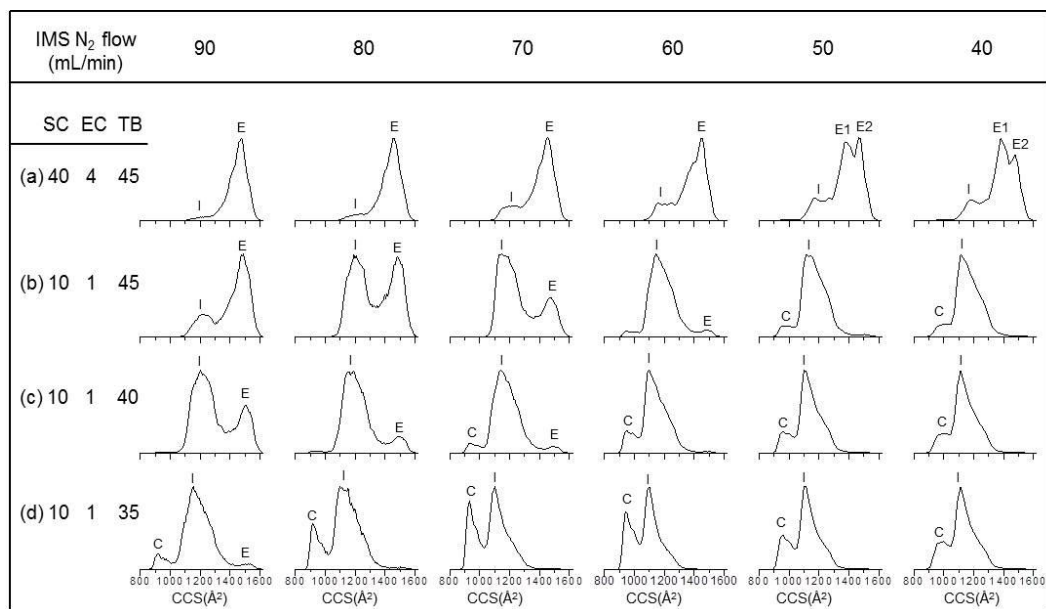 IMS N₂ flow
(mL/min)
90 80 70 60 50 40
SC EC TB
(a) 40 4 45
I E
I E
I E
I E
I E1 E2
I E1 E2
(b) 10 1 45
I E
I E
I E
I E
C I
C I
(c) 10 1 40
I E
I E
C I E
C I
C I
C I
(d) 10 1 35
C I E
C I
C I
C I
C I
C I
800 1000 1200 1400 1600
800 1000 1200 1400 1600
800 1000 1200 1400 1600
800 1000 1200 1400 1600
800 1000 1200 1400 1600
800 1000 1200 1400 1600
CCS(Å²) CCS(Å²) CCS(Å²) CCS(Å²) CCS(Å²) CCS(Å²)